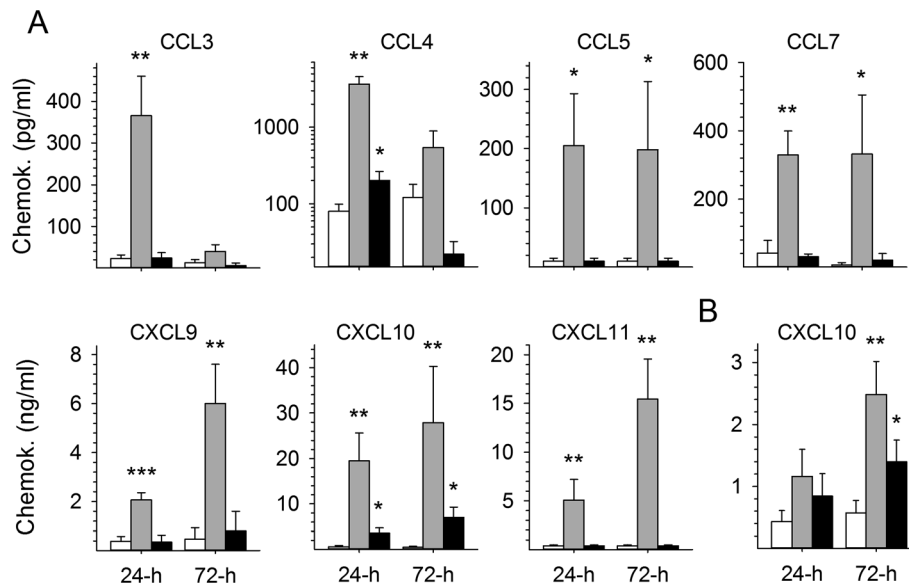 A
CCL3
CCL4
CCL5
CCL7
Chemok. (pg/ml)
400
300
200
100
**
1000
100
**
*
300
200
100
*
*
600
400
200
**
*
B
CXCL9
CXCL10
CXCL11
CXCL10
Chemok. (ng/ml)
8
6
4
2
***
**
40
30
20
10
**
*
**
*
20
15
10
5
**
**
3
2
1
**
*
24-h
72-h
24-h
72-h
24-h
72-h
24-h
72-h